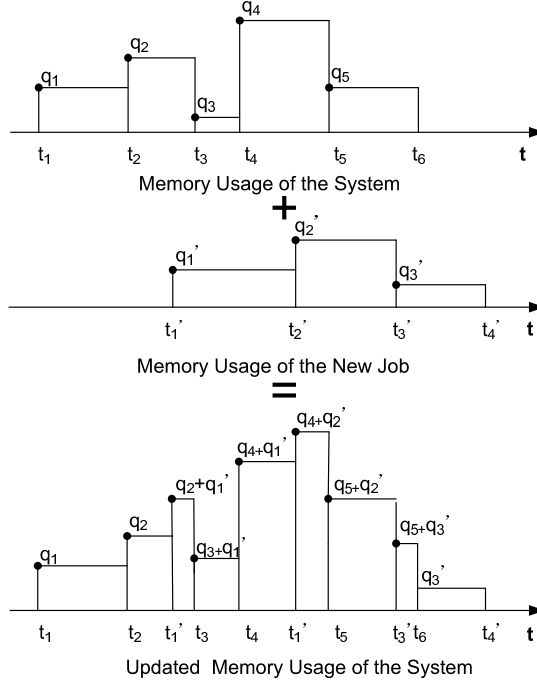 q4
q2
q1 q5
q3
t1 t2 t3 t4 t5 t6 t
Memory Usage of the System
+
q2’
q1’
q3’
t1’ t2’ t3’ t4’ t
Memory Usage of the New Job
=
q4+q2’
q4+q1’
q2+q1’ q5+q2’
q2 q5+q3’
q3+q1’
q1 q3’
t1 t2 t1’ t3 t4 t1’ t5 t3’ t6 t4’ t
Updated Memory Usage of the System